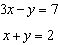 3x − y = 7
x + y = 2